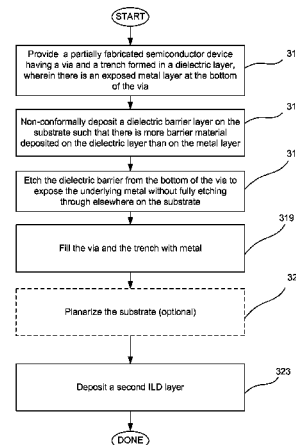 START
Provide a partially fabricated semiconductor device
having a via and a trench formed in a dielectric layer,
wherein there is an exposed metal layer at the bottom
of the via
31
Non-conformally deposit a dielectric barrier layer on the
substrate such that there is more barrier material
deposited on the dielectric layer than on the metal layer
31
Etch the dielectric barrier from the bottom of the via to
expose the underlying metal without fully etching
through elsewhere on the substrate
31
Fill the via and the trench with metal
319
Planarize the substrate (optional)
32
Deposit a second ILD layer
323
DONE